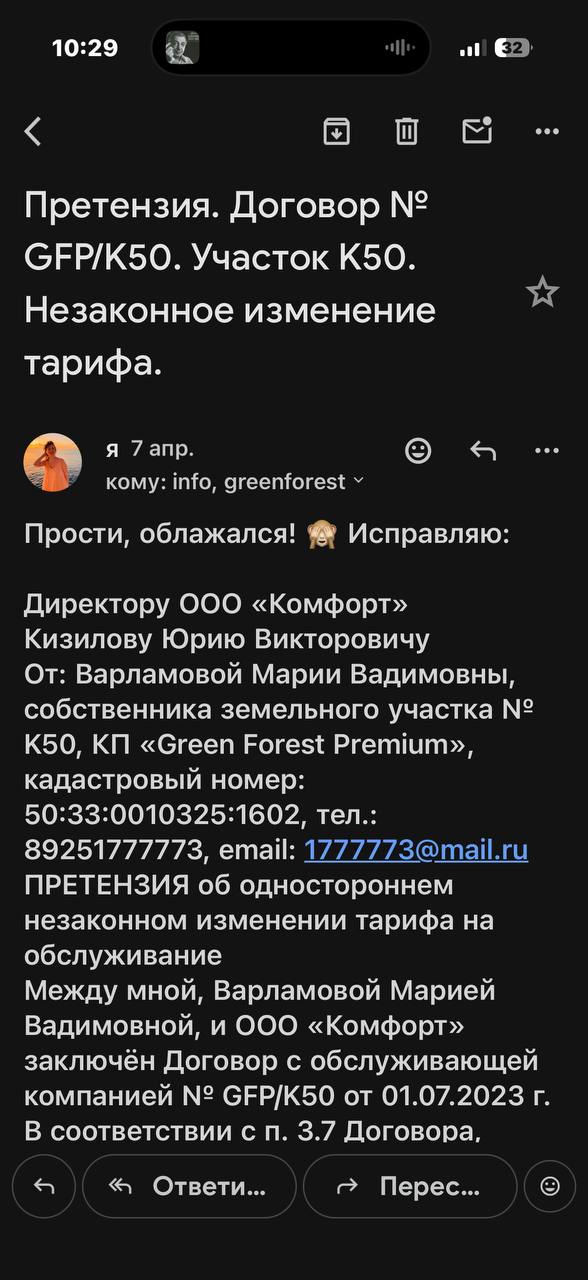 10:29
32
Претензия. Договор №
GFP/K50. Участок K50.
Незаконное изменение
тарифа.
я 7 апр.
кому: info, greenforest
Прости, облажался! 🙈 Исправляю:
Директору ООО «Комфорт»
Кизилову Юрию Викторовичу
От: Варламовой Марии Вадимовны,
собственника земельного участка №
K50, КП «Green Forest Premium»,
кадастровый номер:
50:33:0010325:1602, тел.:
89251777773, email: 1777773@mail.ru
ПРЕТЕНЗИЯ об одностороннем
незаконном изменении тарифа на
обслуживание
Между мной, Варламовой Марией
Вадимовной, и ООО «Комфорт»
заключён Договор с обслуживающей
компанией № GFP/K50 от 01.07.2023 г.
В соответствии с п. 3.7 Договора,
Ответи...
Перес...